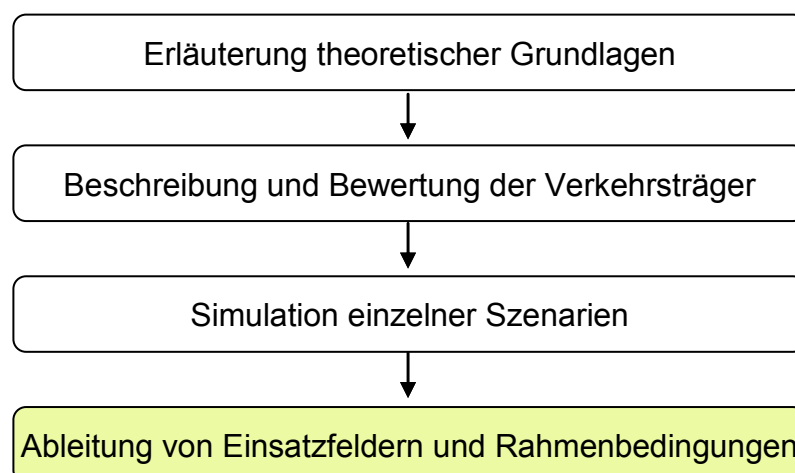 Erläuterung theoretischer Grundlagen
Beschreibung und Bewertung der Verkehrsträger
Simulation einzelner Szenarien
Ableitung von Einsatzfeldern und Rahmenbedingungen